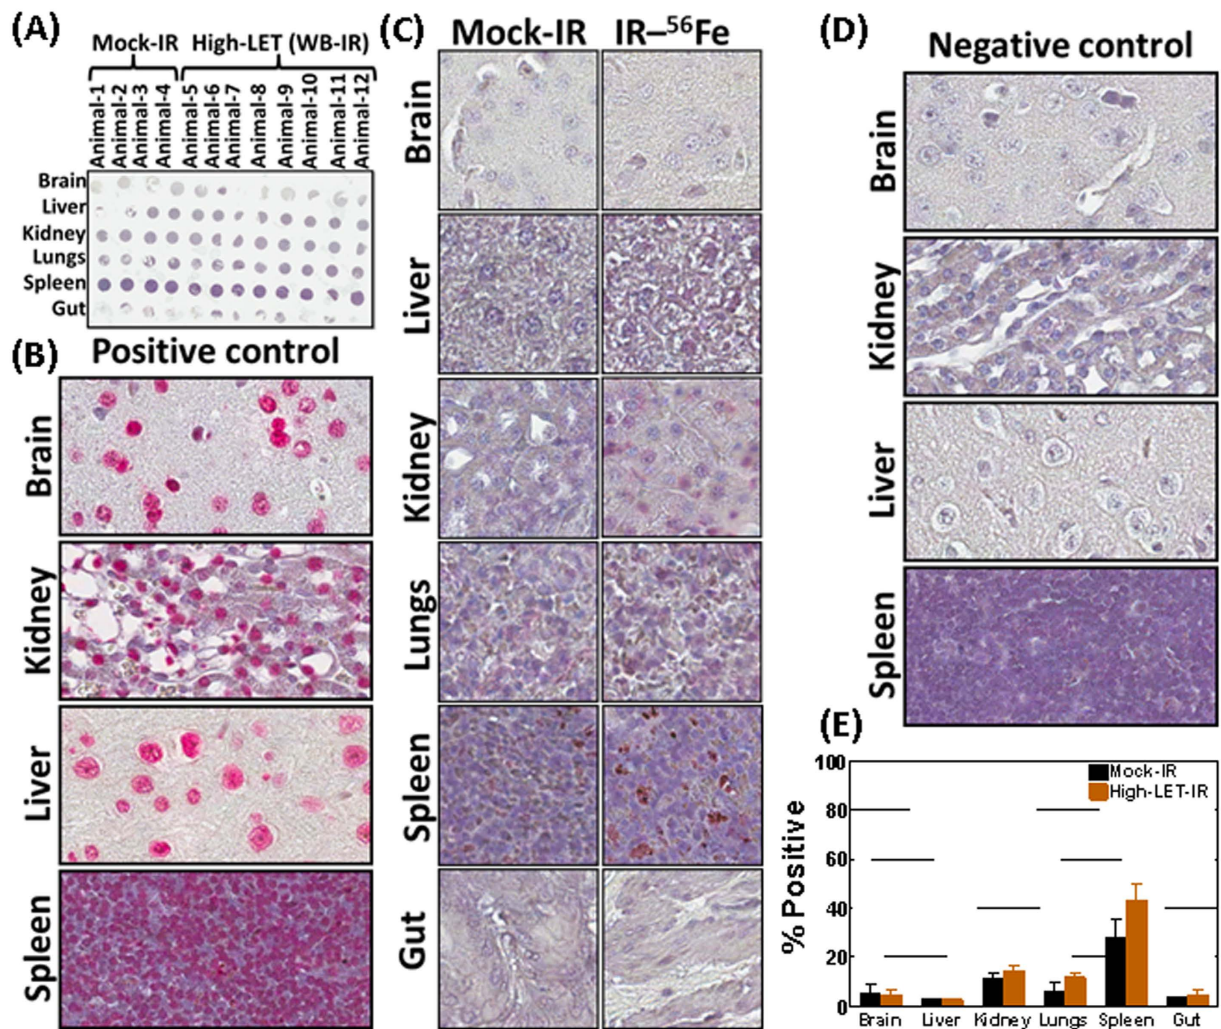 (A)
Mock-IR High-LET (WB-IR)
Animal-1
Animal-2
Animal-3
Animal-4
Animal-5
Animal-6
Animal-7
Animal-8
Animal-9
Animal-10
Animal-11
Animal-12
Brain
Liver
Kidney
Lungs
Spleen
Gut
(B)
Positive control
Brain
Kidney
Liver
Spleen
(C)
Mock-IR IR–⁵⁶Fe
Brain
Liver
Kidney
Lungs
Spleen
Gut
(D)
Negative control
Brain
Kidney
Liver
Spleen
(E)
% Positive
100
80
60
40
20
0
Mock-IR
High-LET-IR
Brain Liver Kidney Lungs Spleen Gut